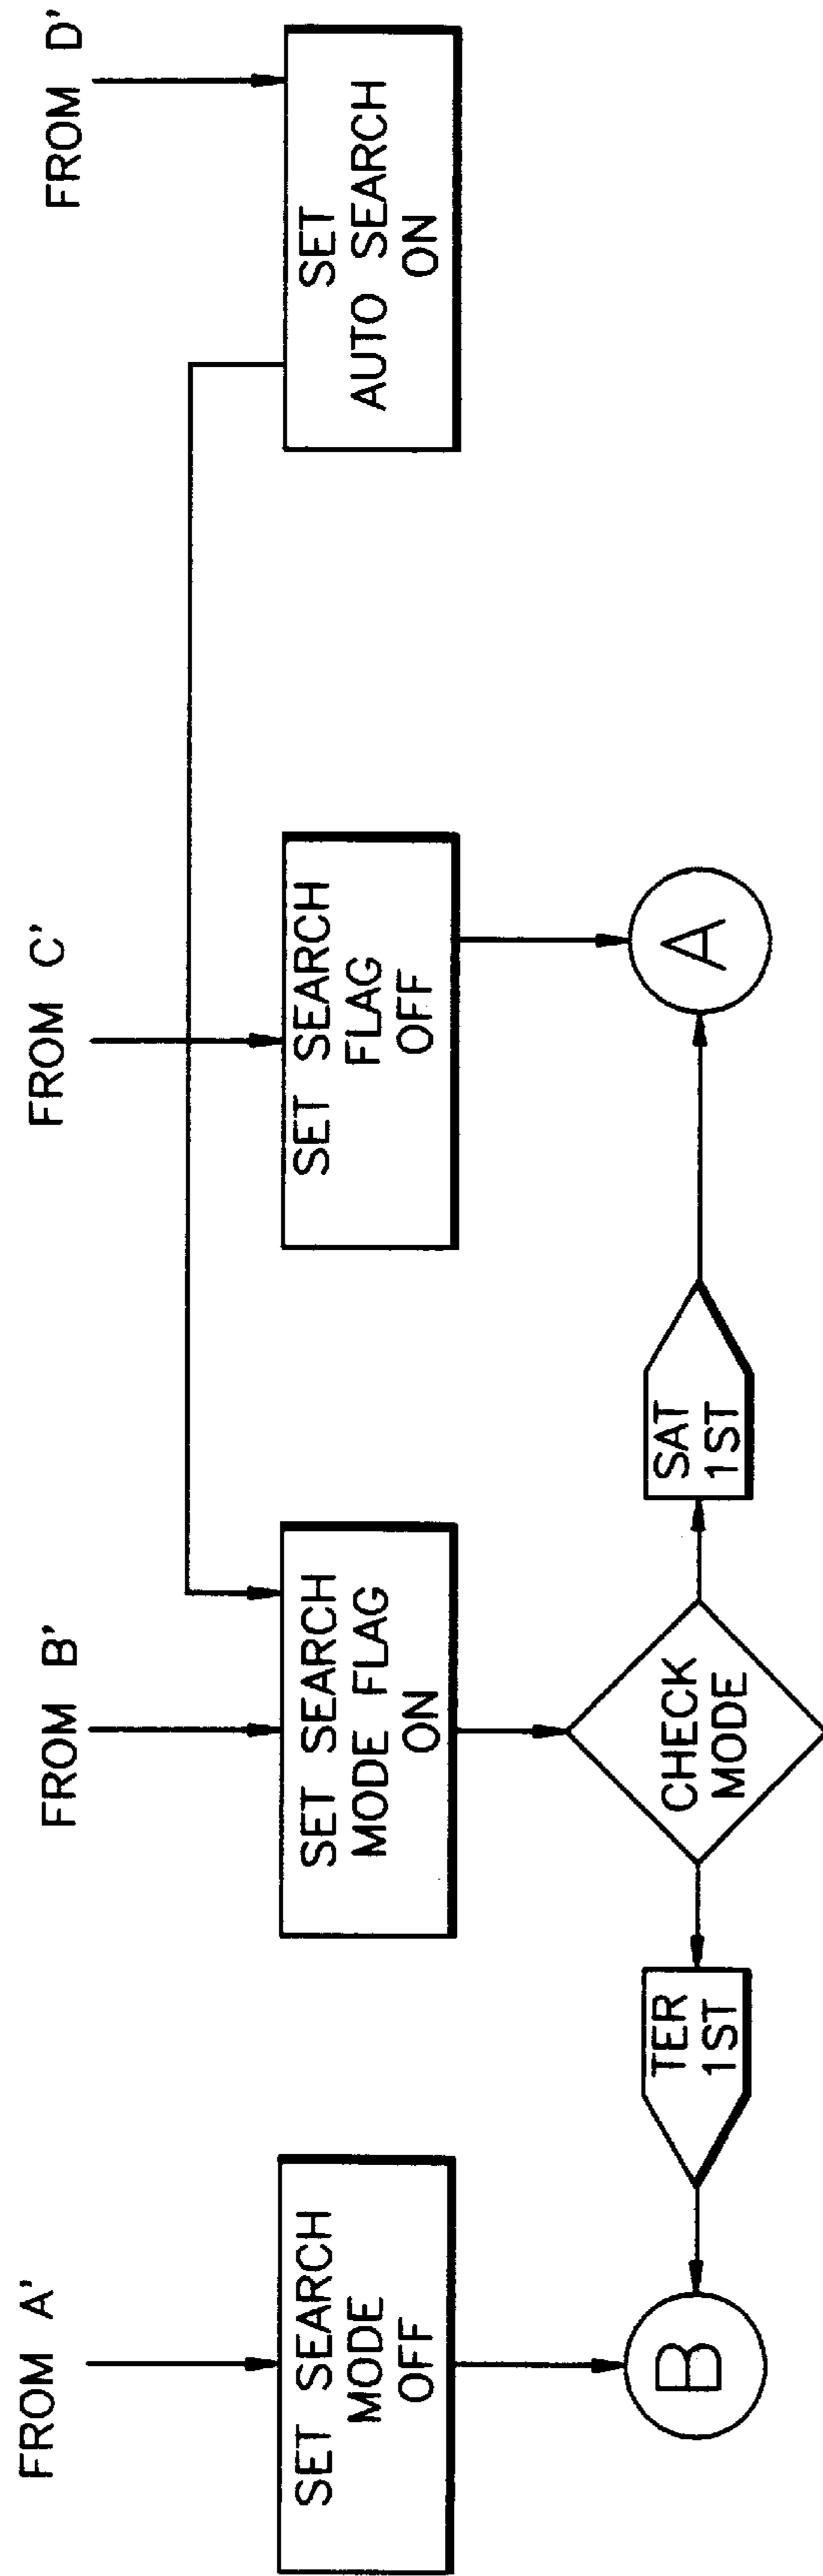 FROM A'
FROM B'
FROM C'
FROM D'
SET SEARCH
MODE
OFF
SET SEARCH
MODE FLAG
ON
SET SEARCH
FLAG
OFF
SET
AUTO SEARCH
ON
B
TER
1ST
CHECK
MODE
SAT
1ST
A